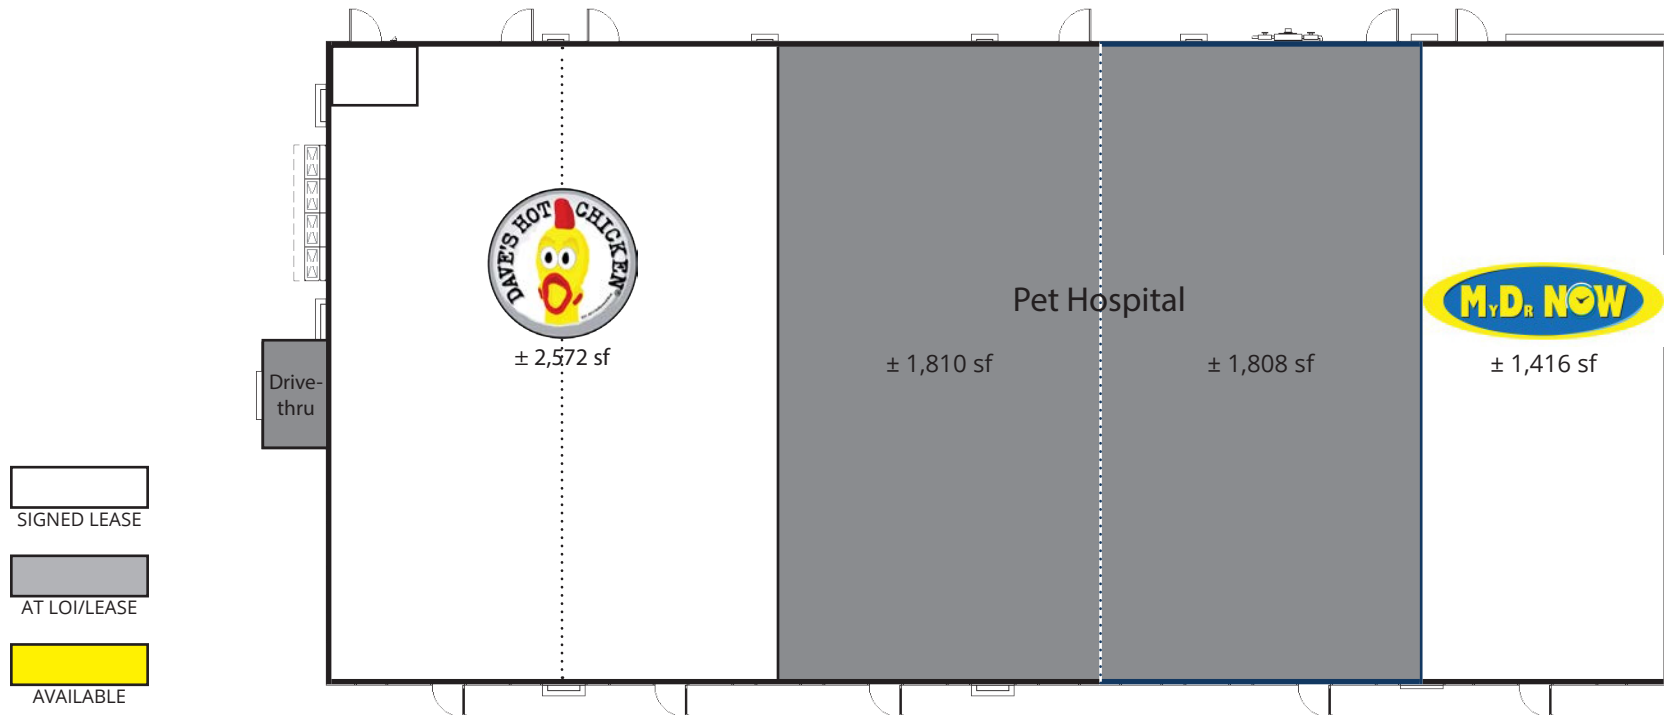 DAVE'S HOT CHICKEN
± 2,572 sf
Pet Hospital
± 1,810 sf
± 1,808 sf
MyDr NOW
± 1,416 sf
Drive-
thru
SIGNED LEASE
AT LOI/LEASE
AVAILABLE